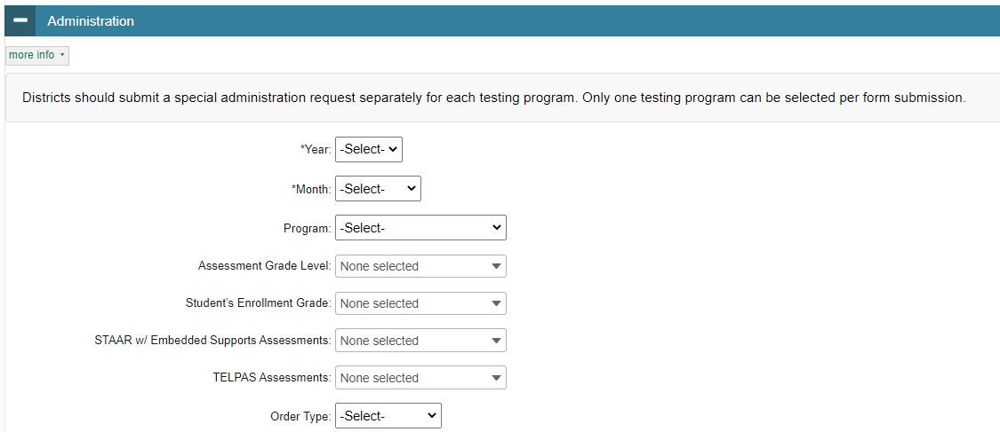 Administration
more info
Districts should submit a special administration request separately for each testing program. Only one testing program can be selected per form submission.
*Year: -Select-
*Month: -Select-
Program: -Select-
Assessment Grade Level: None selected
Student's Enrollment Grade: None selected
STAAR w/ Embedded Supports Assessments: None selected
TELPAS Assessments: None selected
Order Type: -Select-